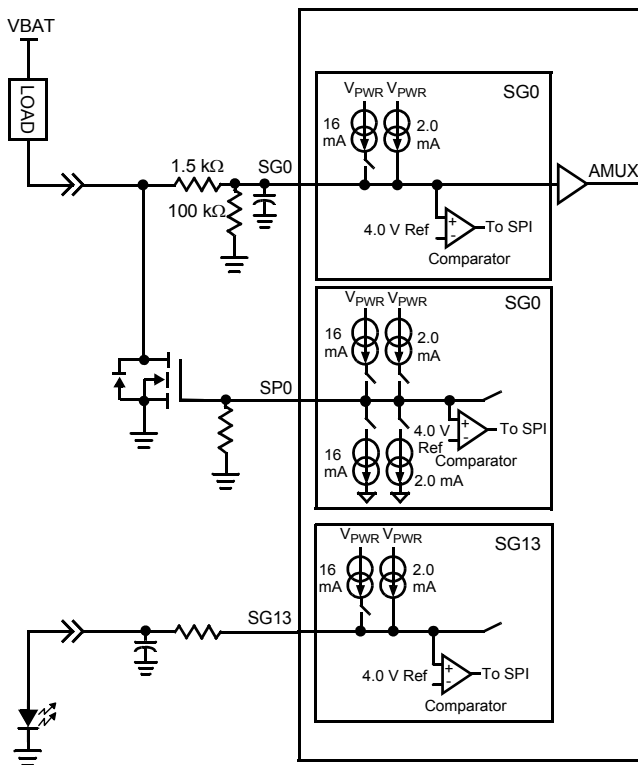 VBAT
LOAD
1.5 kΩ
100 kΩ
SG0
VPWR VPWR
SG0
16 mA
2.0 mA
AMUX
4.0 V Ref
+
-
To SPI
Comparator
VPWR VPWR
SG0
16 mA
2.0 mA
SP0
4.0 V Ref
+
-
To SPI
Comparator
16 mA
2.0 mA
VPWR VPWR
SG13
16 mA
2.0 mA
SG13
4.0 V Ref
+
-
To SPI
Comparator